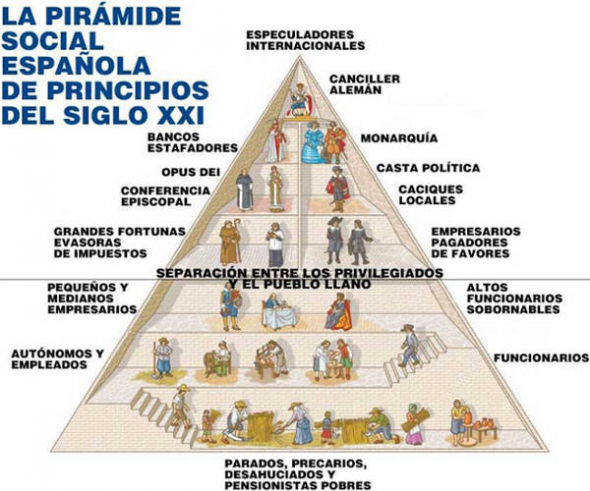 LA PIRÁMIDE
SOCIAL
ESPAÑOLA
DE PRINCIPIOS
DEL SIGLO XXI
ESPECULADORES
INTERNACIONALES
CANCILLER
ALEMÁN
BANCOS
ESTAFADORES
MONARQUÍA
OPUS DEI
CASTA POLÍTICA
CONFERENCIA
EPISCOPAL
CACIQUES
LOCALES
GRANDES FORTUNAS
EVASORAS
DE IMPUESTOS
EMPRESARIOS
PAGADORES
DE FAVORES
SEPARACIÓN ENTRE LOS PRIVILEGIADOS
Y EL PUEBLO LLANO
PEQUEÑOS Y
MEDIANOS
EMPRESARIOS
ALTOS
FUNCIONARIOS
SOBORNABLES
AUTÓNOMOS Y
EMPLEADOS
FUNCIONARIOS
PARADOS, PRECARIOS,
DESAHUCIADOS Y
PENSIONISTAS POBRES